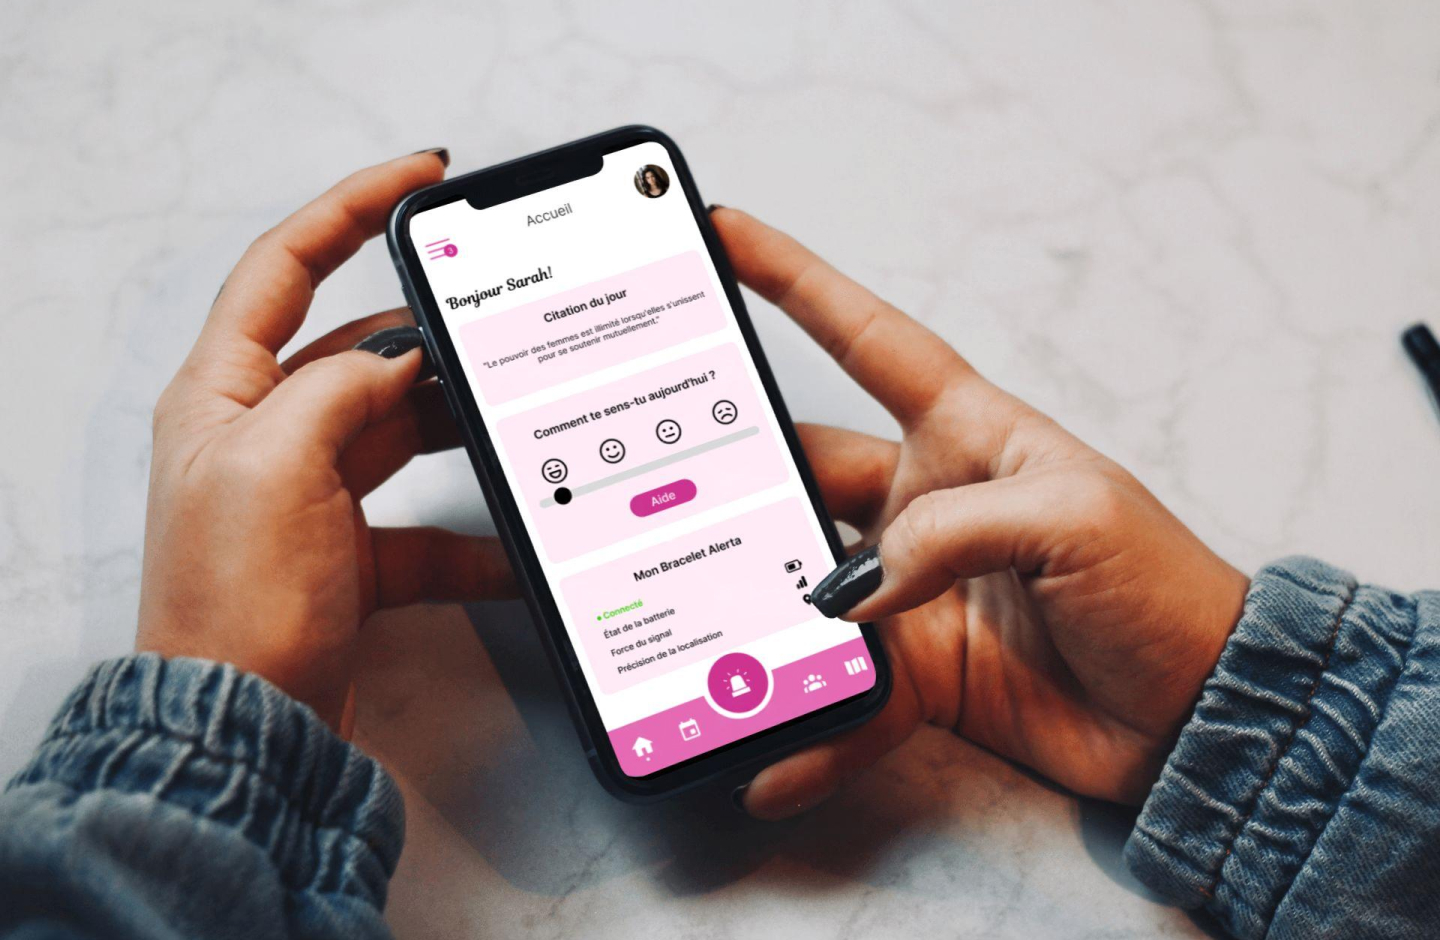 Accueil
3
Bonjour Sarah!
Citation du jour
"Le pouvoir des femmes est illimité lorsqu'elles s'unissent
pour se soutenir mutuellement."
Comment te sens-tu aujourd'hui ?
Aide
Mon Bracelet Alerta
Connecté
État de la batterie
Force du signal
Précision de la localisation